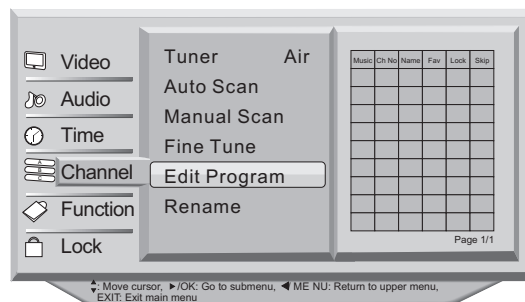 Video
Audio
Time
Channel
Function
Lock
Tuner Air
Auto Scan
Manual Scan
Fine Tune
Edit Program
Rename
Music Ch No Name Fav Lock Skip
Page 1/1
: Move cursor, ►/OK: Go to submenu, ◄/ ME NU: Return to upper menu,
EXIT: Exit main menu